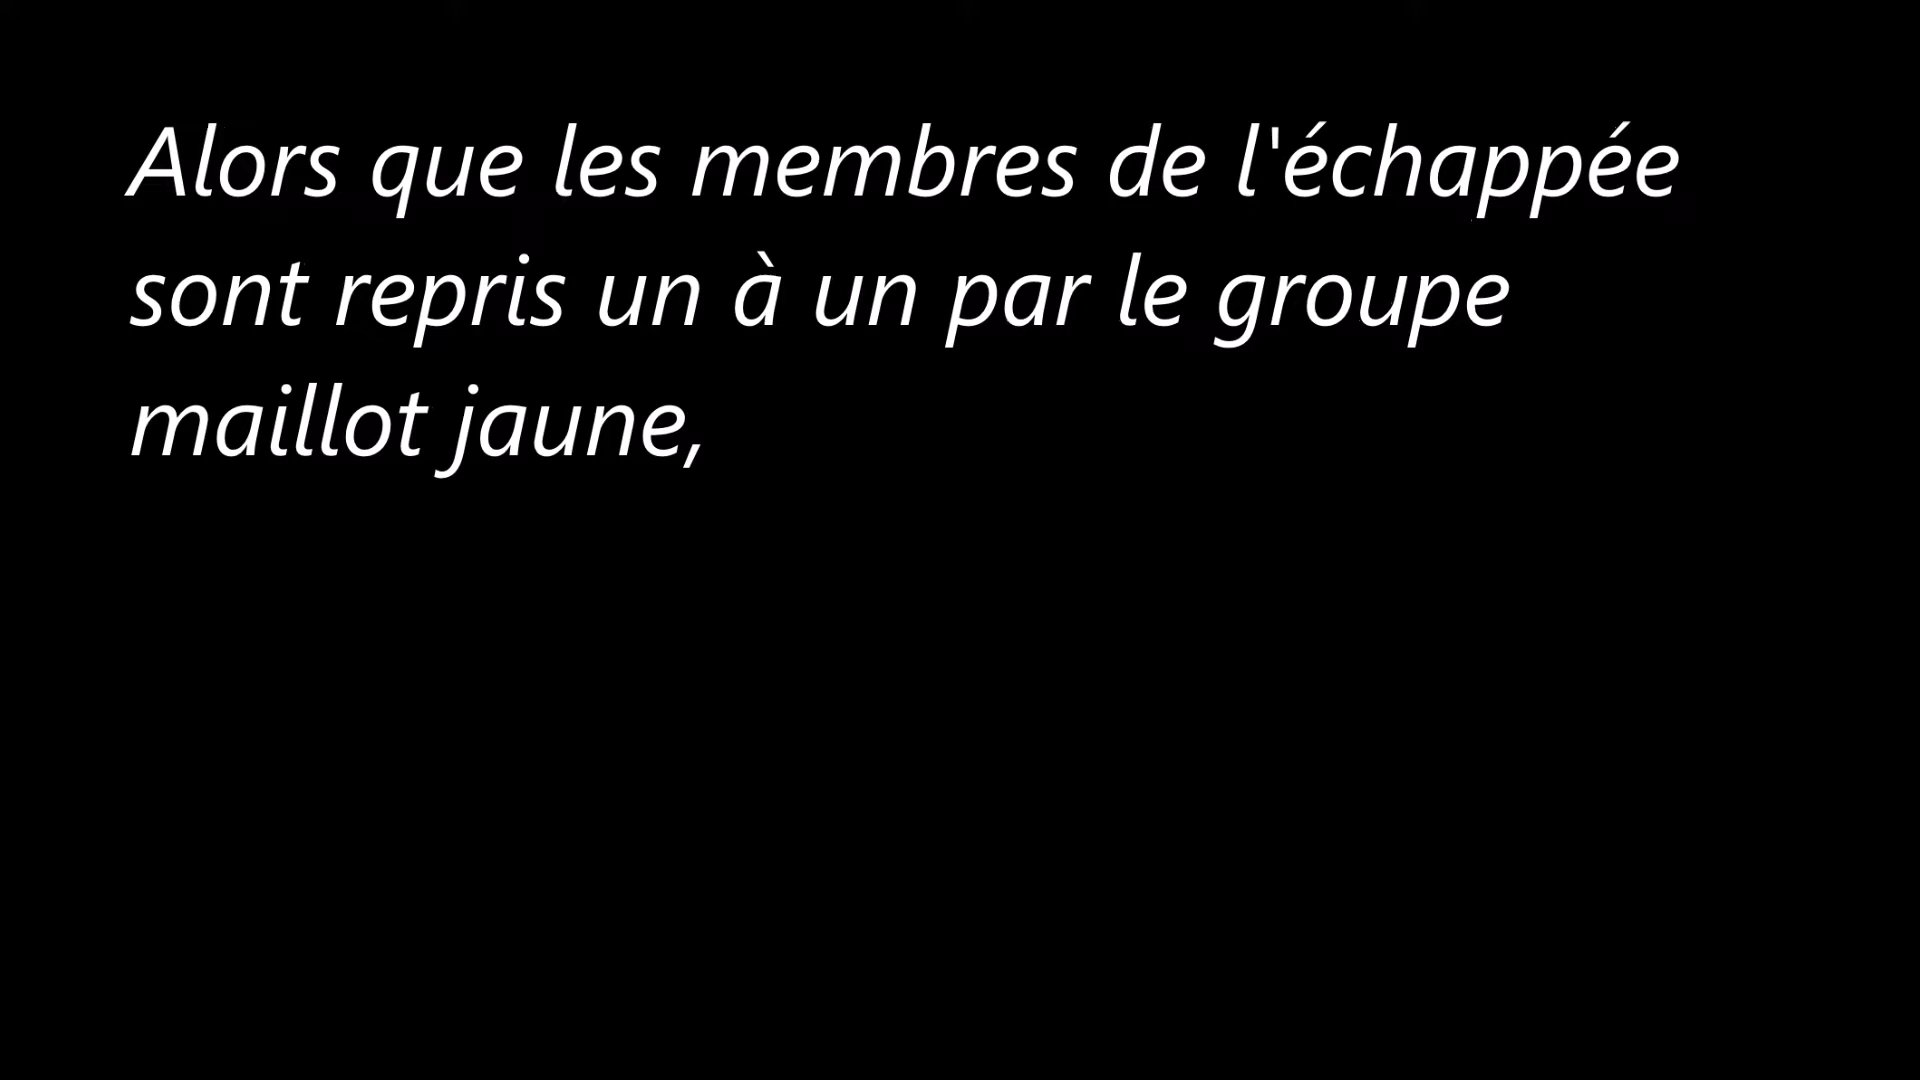 Alors que les membres de l'échappée
sont repris un à un par le groupe
maillot jaune,